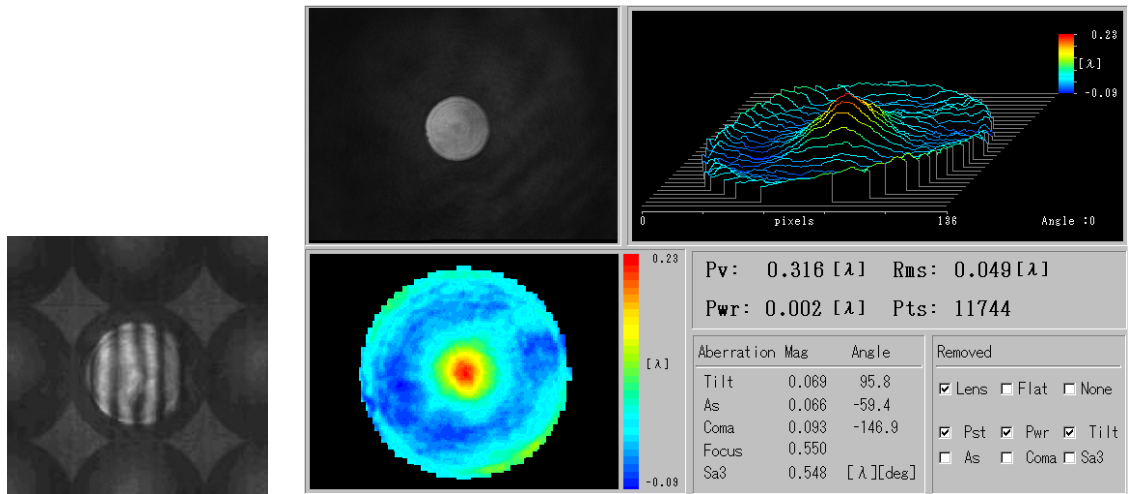 0.23
[λ]
-0.09
0 pixels 136 Angle :0
0.23
[λ]
-0.09
Pv: 0.316 [λ] Rms: 0.049[λ]
Pwr: 0.002 [λ] Pts: 11744
Aberration Mag Angle
Tilt 0.069 95.8
As 0.066 -59.4
Coma 0.093 -146.9
Focus 0.550
Sa3 0.548 [λ][deg]
Removed
Lens Flat None
Pst Pwr Tilt
As Coma Sa3